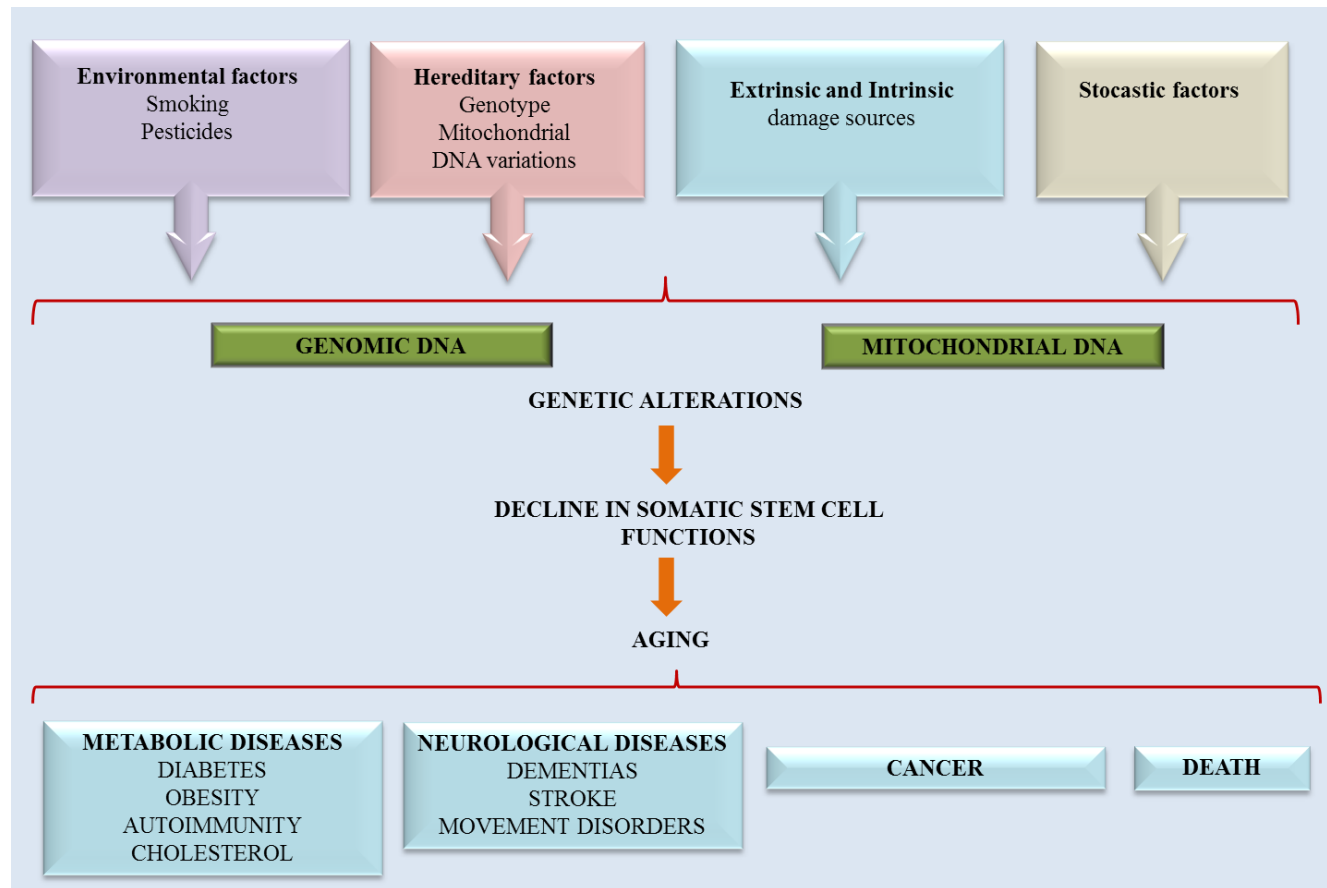 Environmental factors
Smoking
Pesticides
Hereditary factors
Genotype
Mitochondrial
DNA variations
Extrinsic and Intrinsic
damage sources
Stocastic factors
GENOMIC DNA
MITOCHONDRIAL DNA
GENETIC ALTERATIONS
DECLINE IN SOMATIC STEM CELL
FUNCTIONS
AGING
METABOLIC DISEASES
DIABETES
OBESITY
AUTOIMMUNITY
CHOLESTEROL
NEUROLOGICAL DISEASES
DEMENTIAS
STROKE
MOVEMENT DISORDERS
CANCER
DEATH